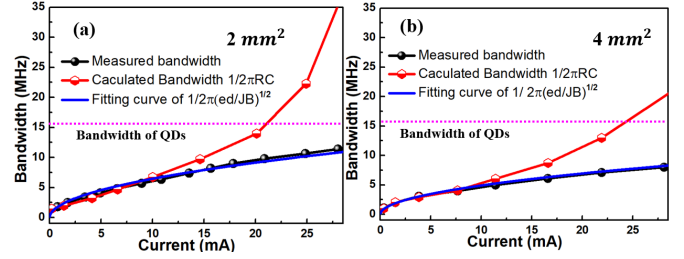 (a)
2 mm²
Measured bandwidth
Caculated Bandwidth 1/2πRC
Fitting curve of 1/2π(ed/JB)^1/2
Bandwidth of QDs
Bandwidth (MHz)
35
30
25
20
15
10
5
0
0 5 10 15 20 25
Current (mA)
(b)
4 mm²
Measured bandwidth
Caculated Bandwidth 1/2πRC
Fitting curve of 1/ 2π(ed/JB)^1/2
Bandwidth of QDs
Bandwidth (MHz)
35
30
25
20
15
10
5
0
0 5 10 15 20 25
Current (mA)